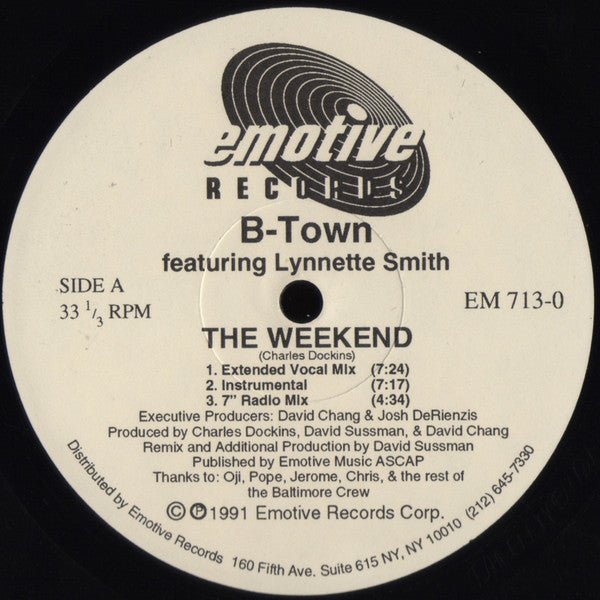 emotive
RECORDS
B-Town
featuring Lynnette Smith
SIDE A
33 1/3 RPM
EM 713-0
THE WEEKEND
(Charles Dockins)
1. Extended Vocal Mix (7:24)
2. Instrumental (7:17)
3. 7” Radio Mix (4:34)
Executive Producers: David Chang & Josh DeRienzis
Produced by Charles Dockins, David Sussman, & David Chang
Remix and Additional Production by David Sussman
Published by Emotive Music ASCAP
Thanks to: Oji, Pope, Jerome, Chris, & the rest of
the Baltimore Crew
©℗1991 Emotive Records Corp.
Distributed by Emotive Records 160 Fifth Ave. Suite 615 NY, NY 10010 (212) 645-7330